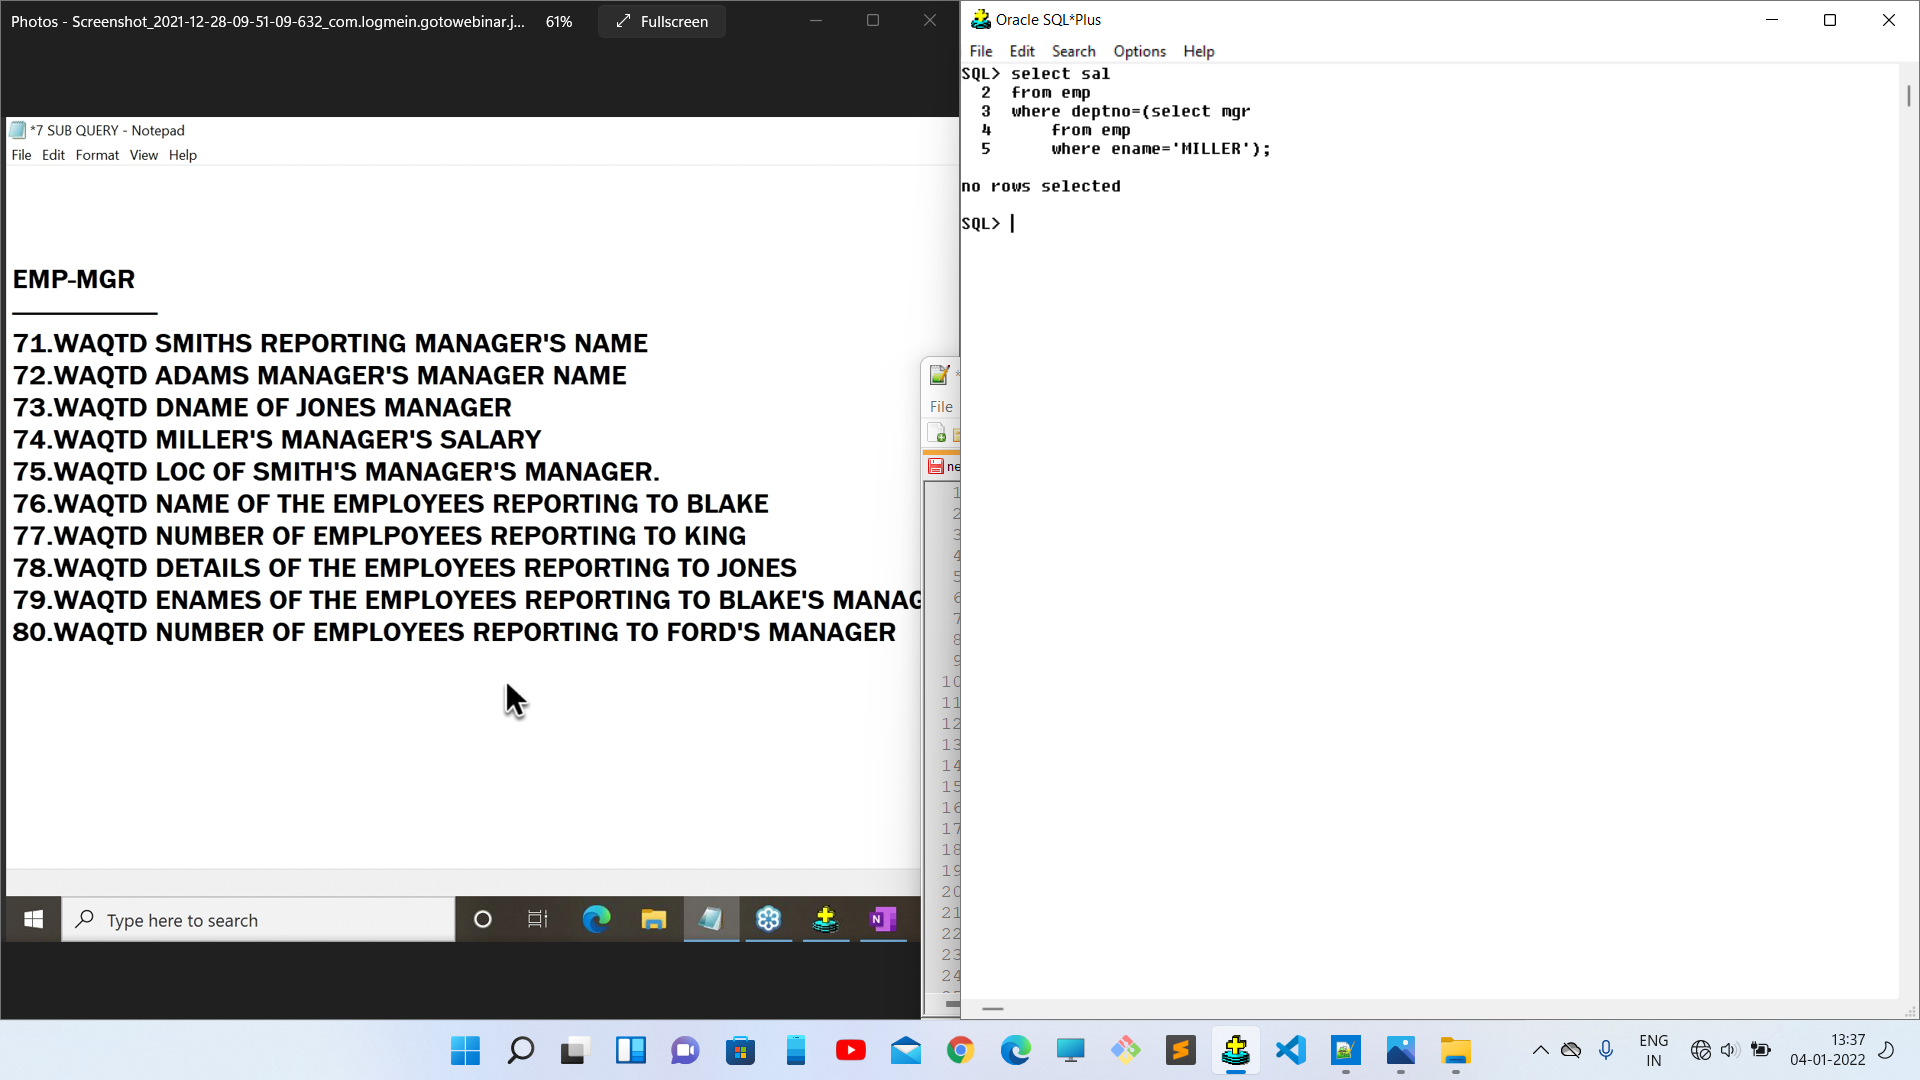 Photos - Screenshot_2021-12-28-09-51-09-632_com.logmein.gotowebinar.j... 61% Fullscreen
*7 SUB QUERY - Notepad
File Edit Format View Help
EMP-MGR
71.WAQTD SMITHS REPORTING MANAGER'S NAME
72.WAQTD ADAMS MANAGER'S MANAGER NAME
73.WAQTD DNAME OF JONES MANAGER
74.WAQTD MILLER'S MANAGER'S SALARY
75.WAQTD LOC OF SMITH'S MANAGER'S MANAGER.
76.WAQTD NAME OF THE EMPLOYEES REPORTING TO BLAKE
77.WAQTD NUMBER OF EMPLPOYEES REPORTING TO KING
78.WAQTD DETAILS OF THE EMPLOYEES REPORTING TO JONES
79.WAQTD ENAMES OF THE EMPLOYEES REPORTING TO BLAKE'S MANAG
80.WAQTD NUMBER OF EMPLOYEES REPORTING TO FORD'S MANAGER
Type here to search
File
ne
1
2
3
4
5
6
7
8
9
10
11
12
13
14
15
16
17
18
19
20
21
22
23
24
Oracle SQL*Plus
File Edit Search Options Help
SQL> select sal
2 from emp
3 where deptno=(select mgr
4 from emp
5 where ename='MILLER');
no rows selected
SQL>
ENG
IN
13:37
04-01-2022